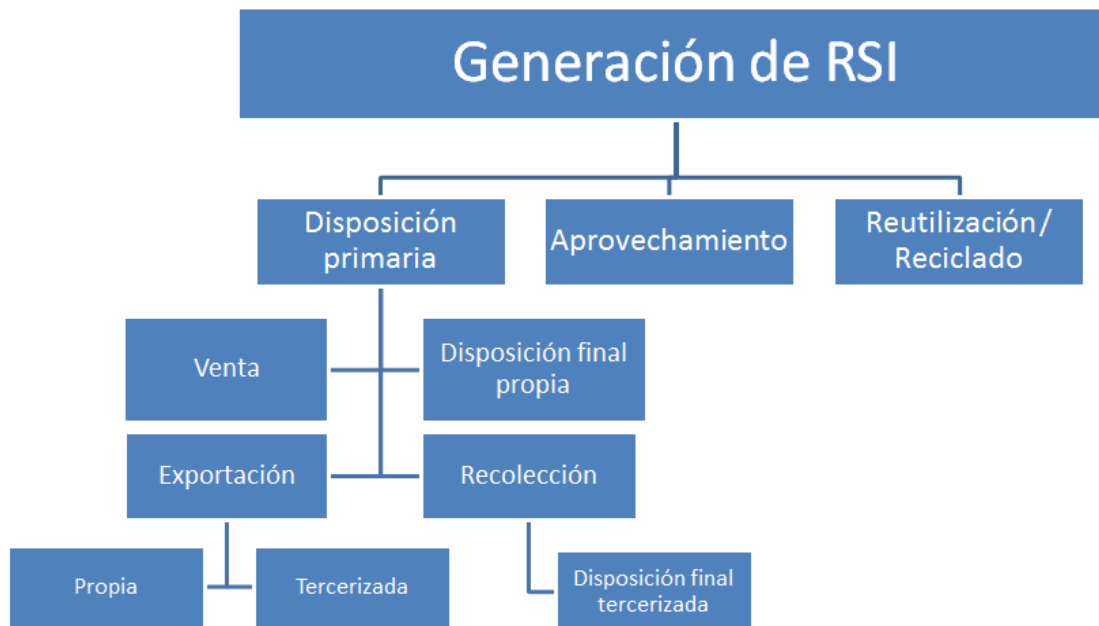 Generación de RSI
Disposición
primaria
Aprovechamiento
Reutilización/
Reciclado
Venta
Disposición final
propia
Exportación
Recolección
Propia
Tercerizada
Disposición final
tercerizada